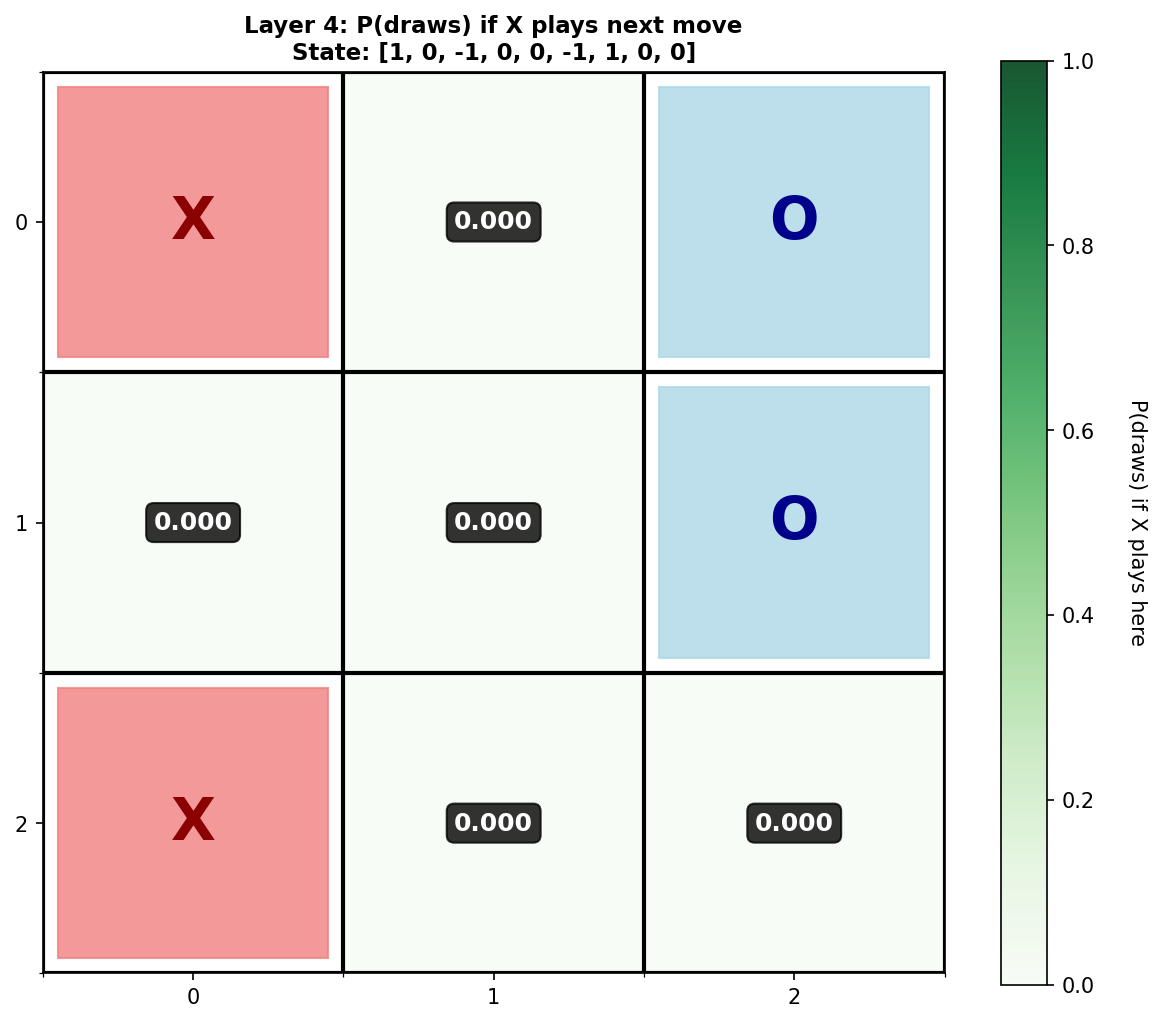 Layer 4: P(draws) if X plays next move
State: [1, 0, -1, 0, 0, -1, 1, 0, 0]
X
0.000
O
0
0.000
0.000
O
1
X
0.000
0.000
2
0
1
2
1.0
0.8
0.6
0.4
0.2
0.0
P(draws) if X plays here